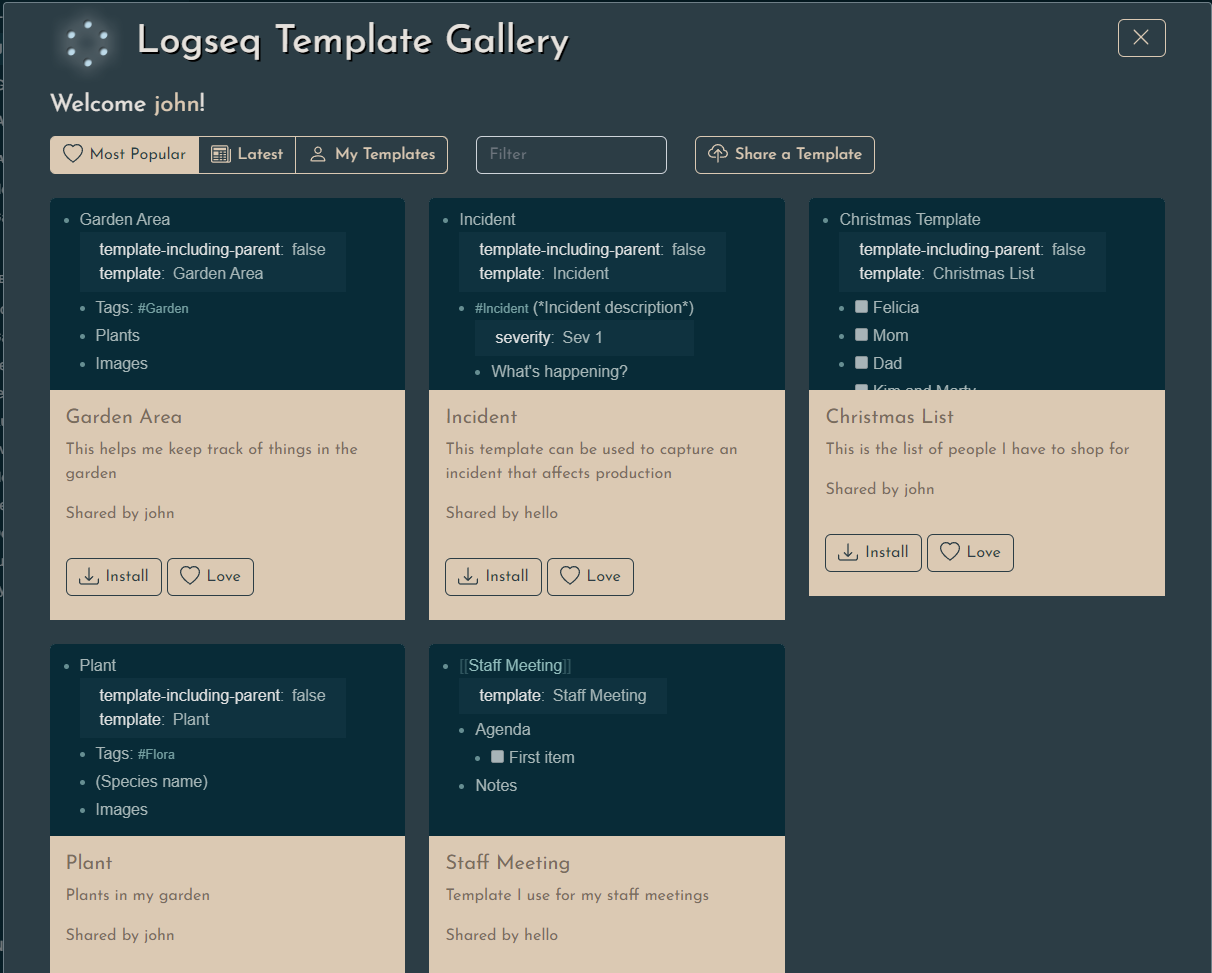 Logseq Template Gallery
Welcome john!
Most Popular
Latest
My Templates
Filter
Share a Template
Garden Area
template-including-parent: false
template: Garden Area
Tags: #Garden
Plants
Images
Garden Area
This helps me keep track of things in the
garden
Shared by john
Install
Love
Incident
template-including-parent: false
template: Incident
#Incident (*Incident description*)
severity: Sev 1
What's happening?
Incident
This template can be used to capture an
incident that affects production
Shared by hello
Install
Love
Christmas Template
template-including-parent: false
template: Christmas List
Felicia
Mom
Dad
Kim and Marty
Christmas List
This is the list of people I have to shop for
Shared by john
Install
Love
Plant
template-including-parent: false
template: Plant
Tags: #Flora
(Species name)
Images
Plant
Plants in my garden
Shared by john
[[Staff Meeting]]
template: Staff Meeting
Agenda
First item
Notes
Staff Meeting
Template I use for my staff meetings
Shared by hello